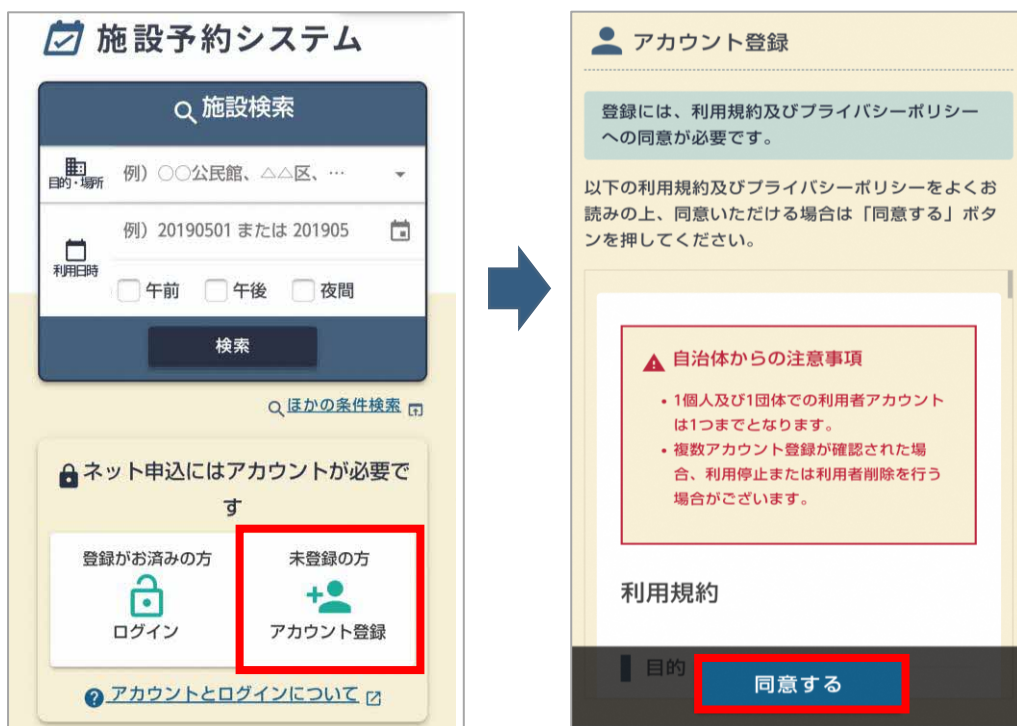 施設予約システム
施設検索
目的・場所
例）○○公民館、△△区、…
例）20190501 または 201905
利用日時
午前 午後 夜間
検索
ほかの条件検索
ネット申込にはアカウントが必要で
す
登録がお済みの方
ログイン
未登録の方
アカウント登録
アカウントとログインについて
アカウント登録
登録には、利用規約及びプライバシーポリシー
への同意が必要です。
以下の利用規約及びプライバシーポリシーをよくお
読みの上、同意いただける場合は「同意する」ボタ
ンを押してください。
自治体からの注意事項
• 1個人及び1団体での利用者アカウント
は1つまでとなります。
• 複数アカウント登録が確認された場
合、利用停止または利用者削除を行う
場合がございます。
利用規約
目的
同意する